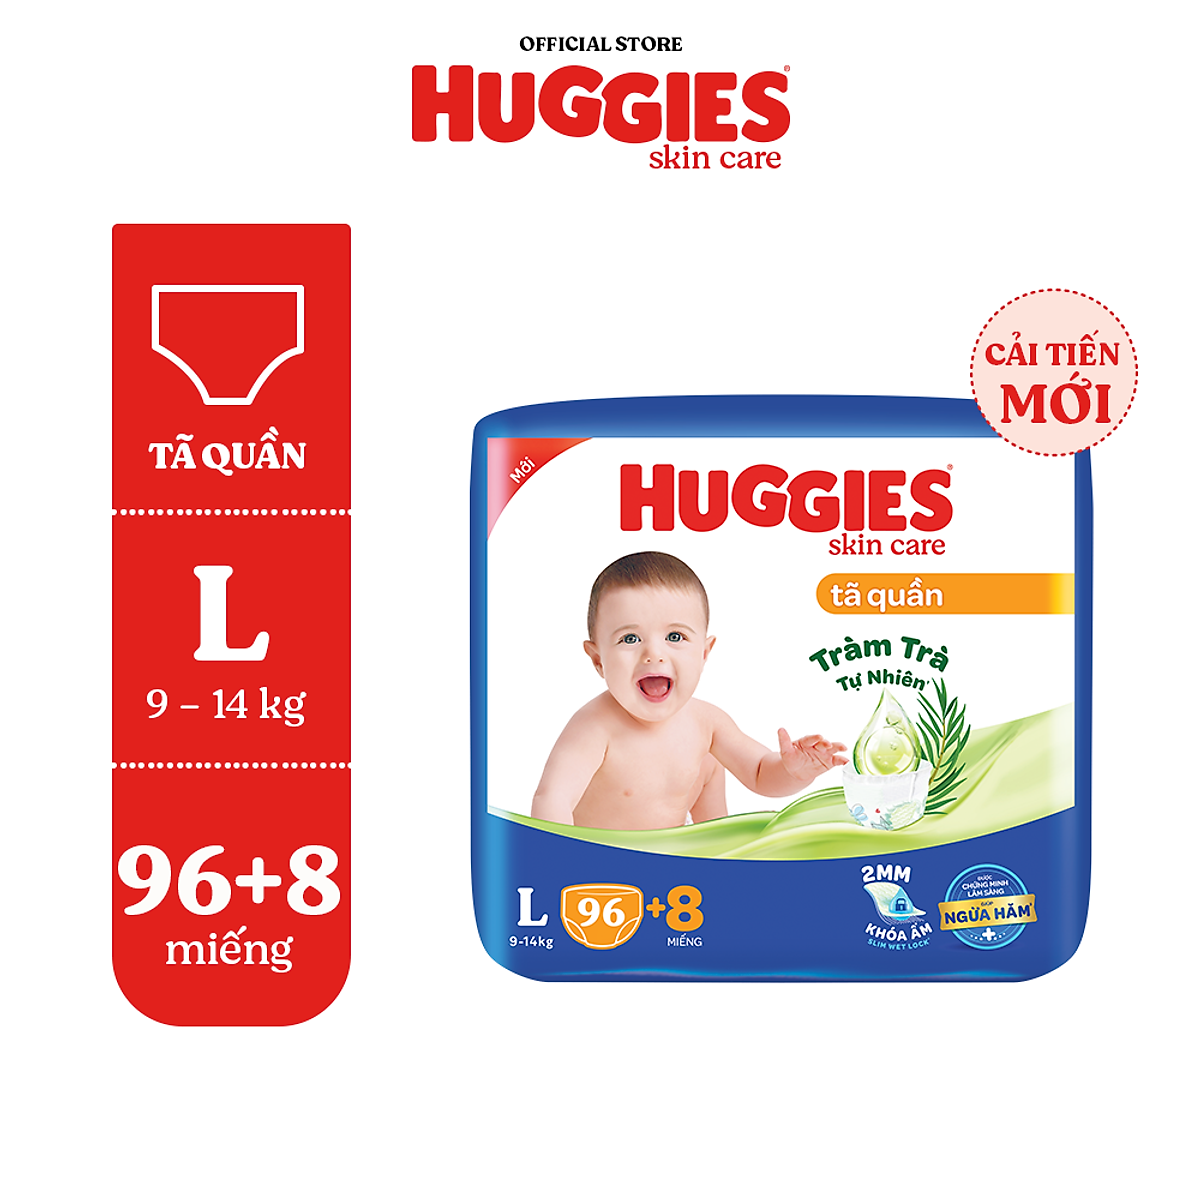 OFFICIAL STORE
HUGGIES®
skin care
TÃ QUẦN
L
9 – 14 kg
96+8
miếng
CẢI TIẾN
MỚI
Mới
HUGGIES®
skin care
tã quần
Tràm Trà
Tự Nhiên*
L
9-14kg
96
+8
MIẾNG
2MM
KHÓA ẨM
SLIM WET LOCK*
ĐƯỢC
CHỨNG MINH
LÂM SÀNG
GIÚP
NGỪA HĂM*